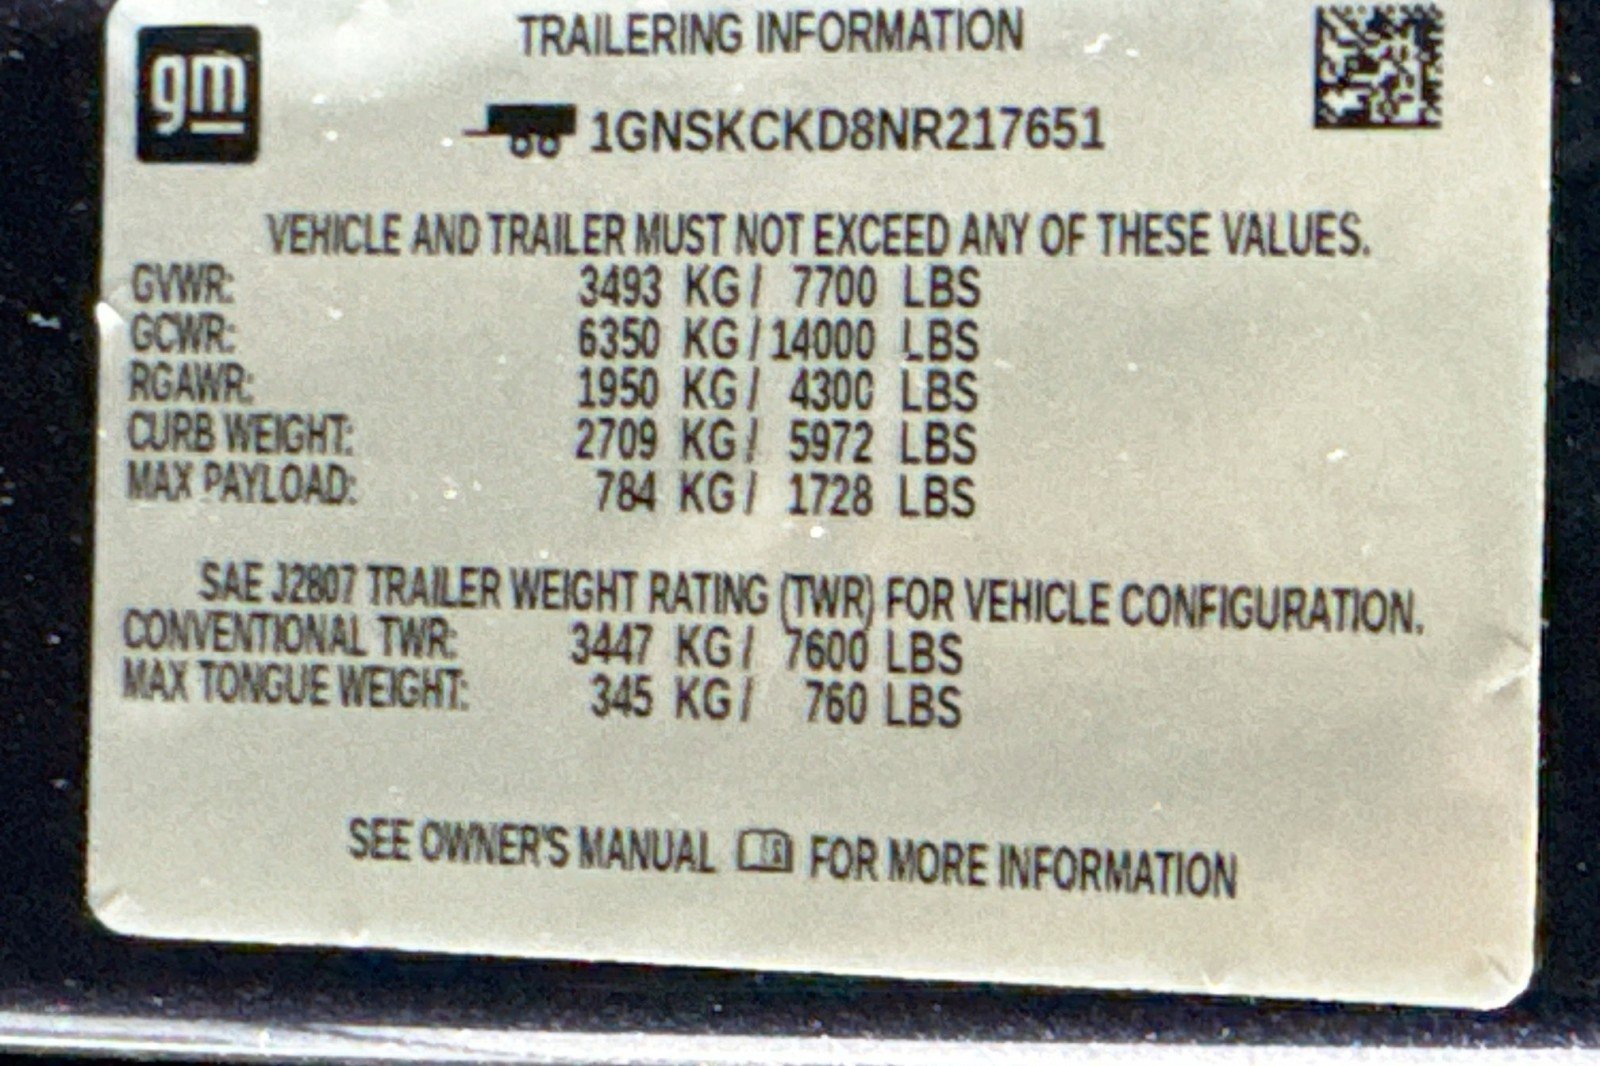 gm
TRAILERING INFORMATION
1GNSKCKD8NR217651
VEHICLE AND TRAILER MUST NOT EXCEED ANY OF THESE VALUES.
GVWR: 3493 KG / 7700 LBS
GCWR: 6350 KG / 14000 LBS
RGAWR: 1950 KG / 4300 LBS
CURB WEIGHT: 2709 KG / 5972 LBS
MAX PAYLOAD: 784 KG / 1728 LBS
SAE J2807 TRAILER WEIGHT RATING (TWR) FOR VEHICLE CONFIGURATION.
CONVENTIONAL TWR: 3447 KG / 7600 LBS
MAX TONGUE WEIGHT: 345 KG / 760 LBS
SEE OWNER'S MANUAL FOR MORE INFORMATION